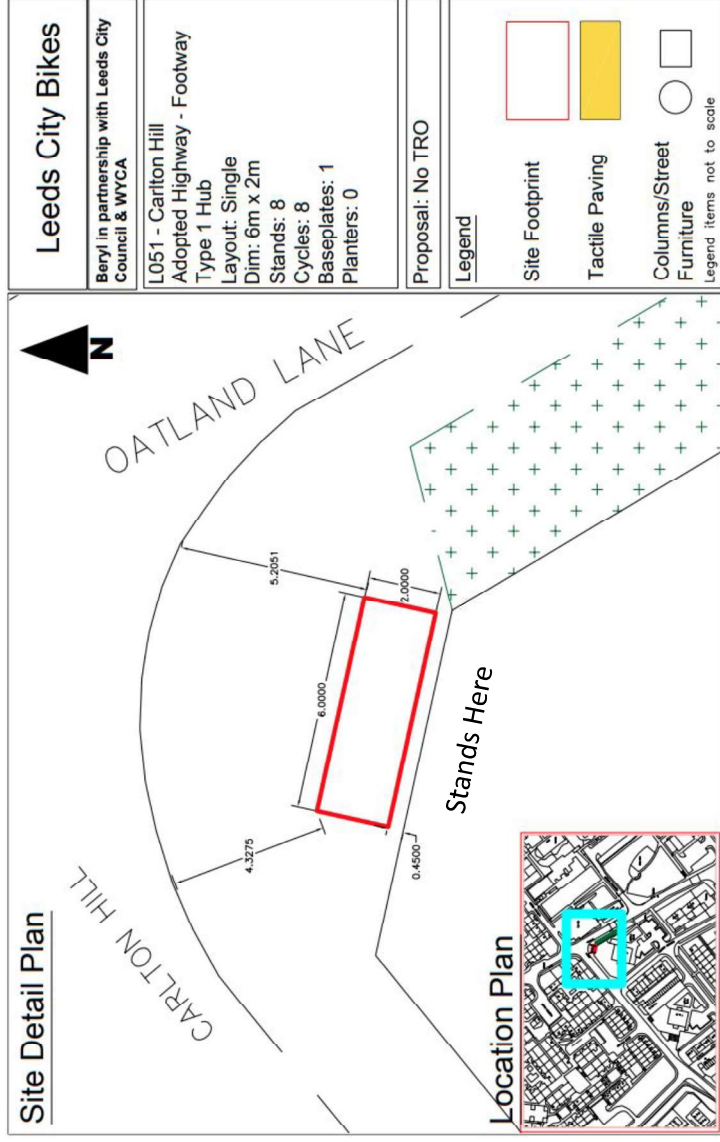 Site Detail Plan
CARLTON HILL
OATLAND LANE
N
4.3275
6.0000
5.2051
2.0000
0.4500
Stands Here
Location Plan
Leeds City Bikes
Beryl in partnership with Leeds City
Council & WYCA
L051 - Carlton Hill
Adopted Highway - Footway
Type 1 Hub
Layout: Single
Dim: 6m x 2m
Stands: 8
Cycles: 8
Baseplates: 1
Planters: 0
Proposal: No TRO
Legend
Site Footprint
Tactile Paving
Columns/Street
Furniture
Legend items not to scale